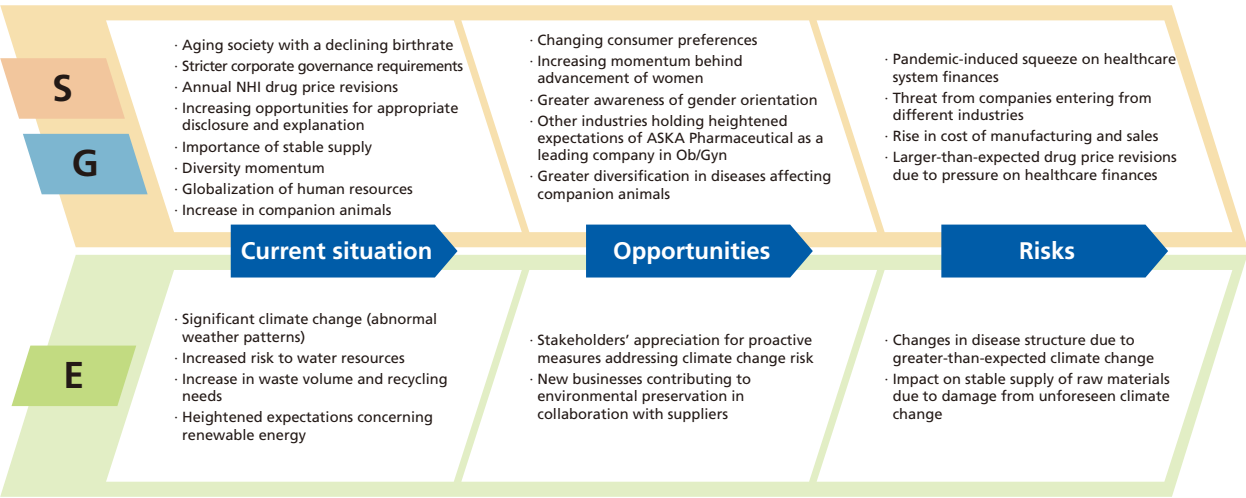 S
G
· Aging society with a declining birthrate
· Stricter corporate governance requirements
· Annual NHI drug price revisions
· Increasing opportunities for appropriate
disclosure and explanation
· Importance of stable supply
· Diversity momentum
· Globalization of human resources
· Increase in companion animals
· Changing consumer preferences
· Increasing momentum behind
advancement of women
· Greater awareness of gender orientation
· Other industries holding heightened
expectations of ASKA Pharmaceutical as a
leading company in Ob/Gyn
· Greater diversification in diseases affecting
companion animals
· Pandemic-induced squeeze on healthcare
system finances
· Threat from companies entering from
different industries
· Rise in cost of manufacturing and sales
· Larger-than-expected drug price revisions
due to pressure on healthcare finances
Current situation
Opportunities
Risks
E
· Significant climate change (abnormal
weather patterns)
· Increased risk to water resources
· Increase in waste volume and recycling
needs
· Heightened expectations concerning
renewable energy
· Stakeholders’ appreciation for proactive
measures addressing climate change risk
· New businesses contributing to
environmental preservation in
collaboration with suppliers
· Changes in disease structure due to
greater-than-expected climate change
· Impact on stable supply of raw materials
due to damage from unforeseen climate
change